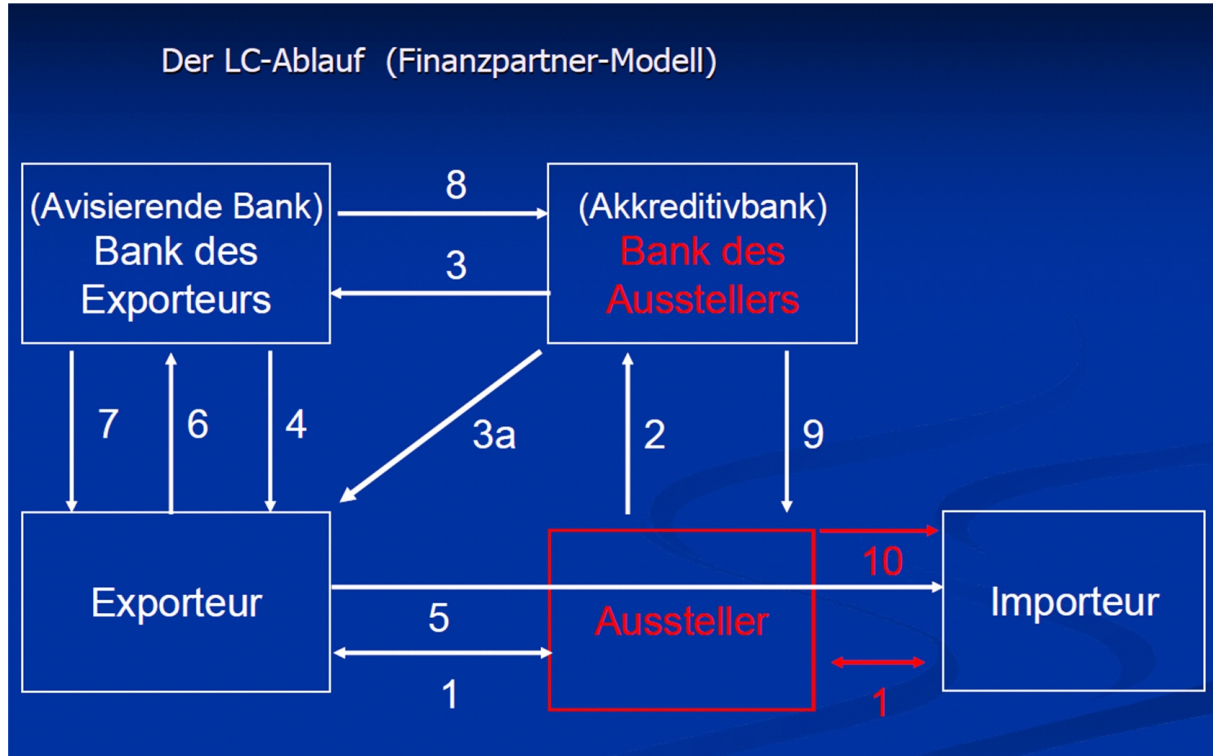 Der LC-Ablauf (Finanzpartner-Modell)
(Avisierende Bank)
Bank des
Exporteurs
8
3
(Akkreditivbank)
Bank des
Ausstellers
7
6
4
3a
2
9
Exporteur
5
1
Aussteller
10
1
Importeur